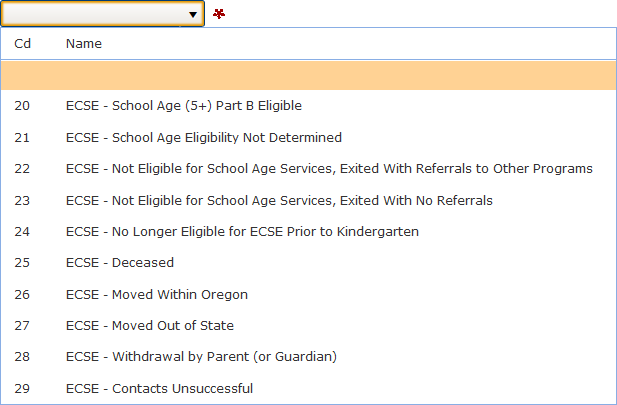 Cd Name
20 ECSE - School Age (5+) Part B Eligible
21 ECSE - School Age Eligibility Not Determined
22 ECSE - Not Eligible for School Age Services, Exited With Referrals to Other Programs
23 ECSE - Not Eligible for School Age Services, Exited With No Referrals
24 ECSE - No Longer Eligible for ECSE Prior to Kindergarten
25 ECSE - Deceased
26 ECSE - Moved Within Oregon
27 ECSE - Moved Out of State
28 ECSE - Withdrawal by Parent (or Guardian)
29 ECSE - Contacts Unsuccessful